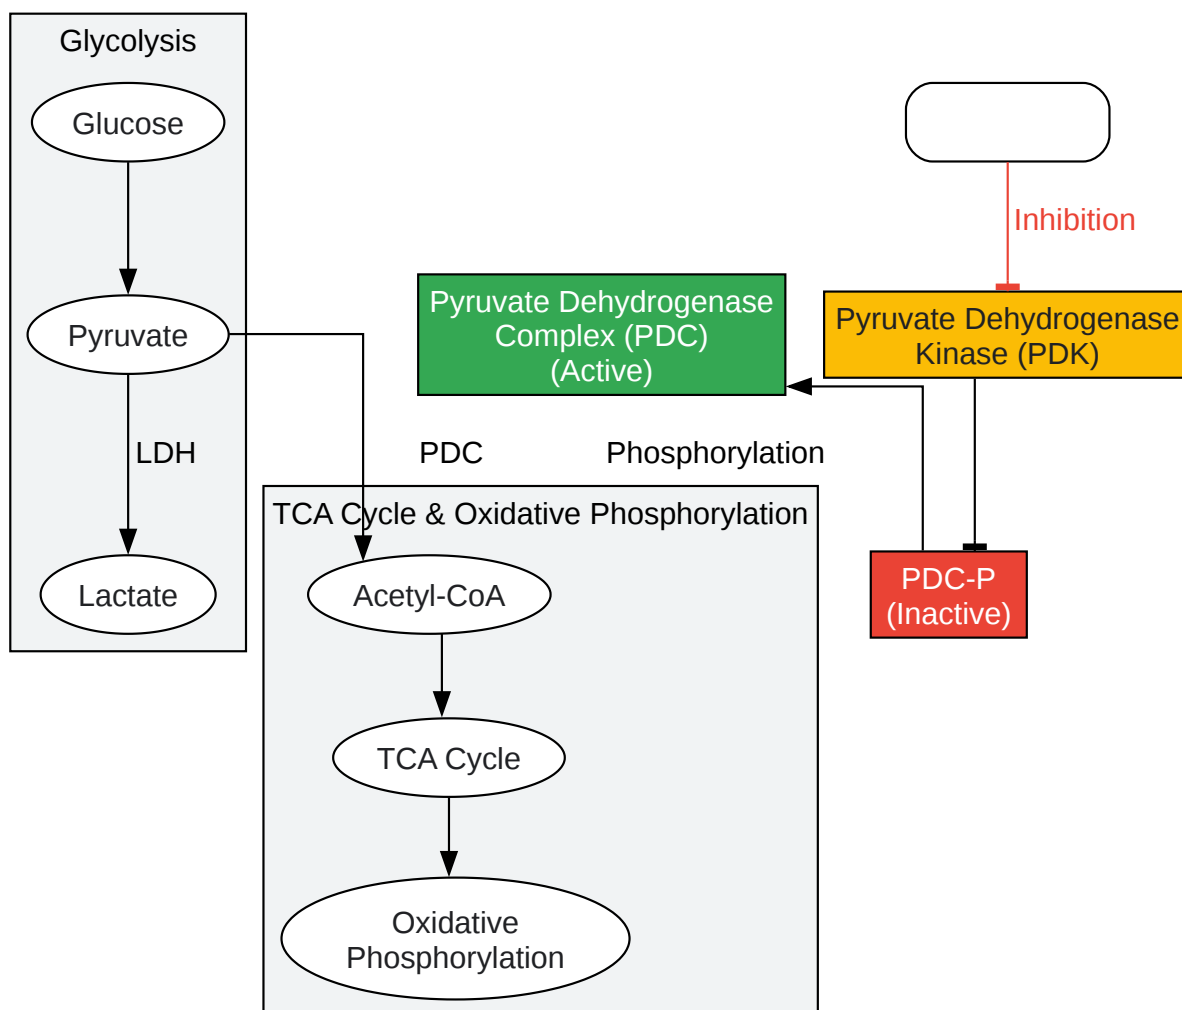 Glycolysis
Glucose
Inhibition
Pyruvate Dehydrogenase
Complex (PDC)
(Active)
Pyruvate Dehydrogenase
Kinase (PDK)
Pyruvate
LDH
PDC
Phosphorylation
TCA Cycle & Oxidative Phosphorylation
Lactate
Acetyl-CoA
PDC-P
(Inactive)
TCA Cycle
Oxidative
Phosphorylation